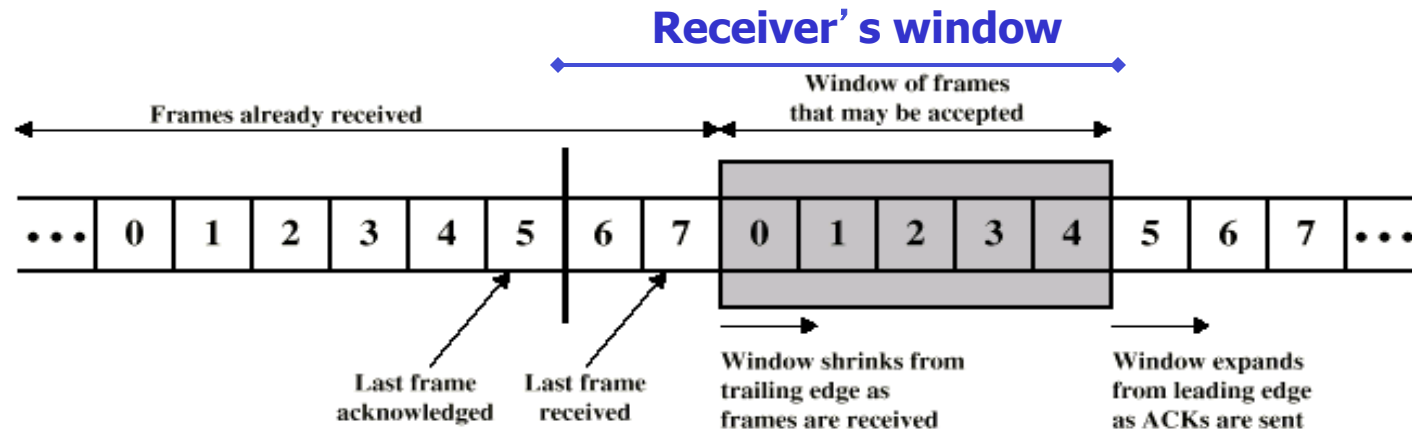 Receiver’s window
Window of frames
that may be accepted
Frames already received
••• 0 1 2 3 4 5 6 7 0 1 2 3 4 5 6 7 •••
Last frame
acknowledged
Last frame
received
Window shrinks from
trailing edge as
frames are received
Window expands
from leading edge
as ACKs are sent